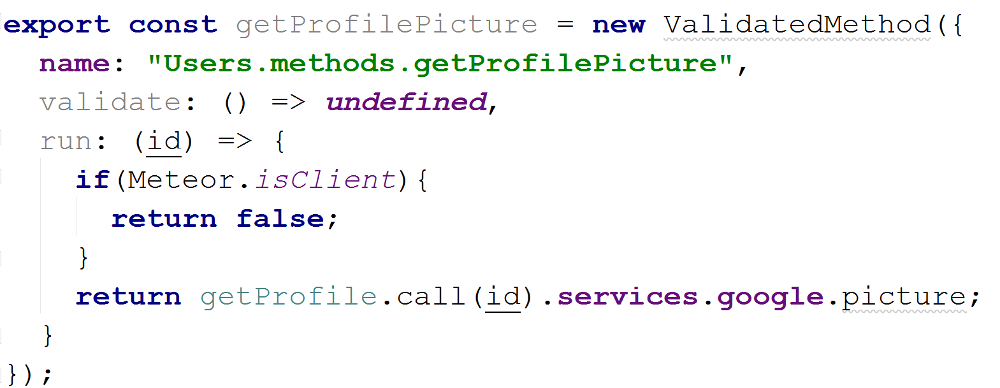 export const getProfilePicture = new ValidatedMethod({
  name: "Users.methods.getProfilePicture",
  validate: () => undefined,
  run: (id) => {
    if(Meteor.isClient){
      return false;
    }
    return getProfile.call(id).services.google.picture;
  }
});